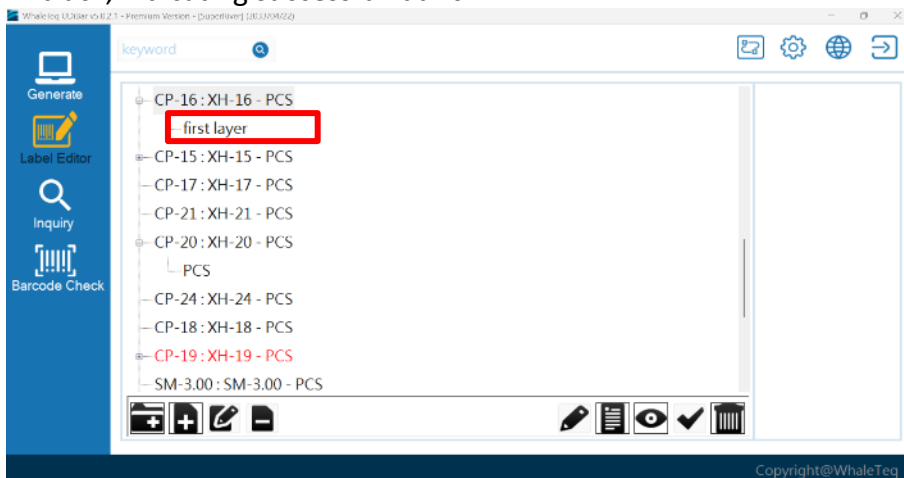 WhaleTeq UDIBar v5.0.2.1 - Premium Version - [Superuser] (2033/04/22)
keyword
Generate
Label Editor
Inquiry
Barcode Check
CP-16 : XH-16 - PCS
first layer
CP-15 : XH-15 - PCS
CP-17 : XH-17 - PCS
CP-21 : XH-21 - PCS
CP-20 : XH-20 - PCS
PCS
CP-24 : XH-24 - PCS
CP-18 : XH-18 - PCS
CP-19 : XH-19 - PCS
SM-3.00 : SM-3.00 - PCS
Copyright@WhaleTeq